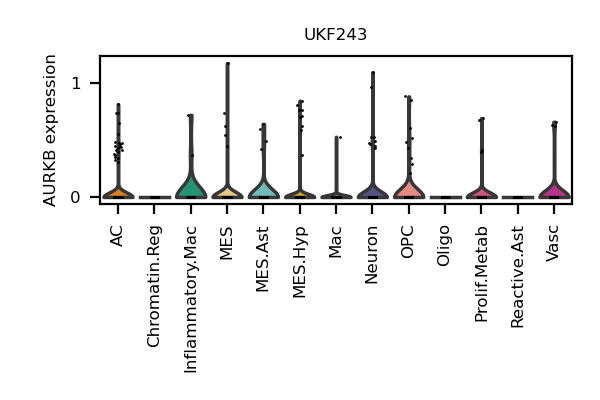 UKF243
AURKB expression
1
0
AC
Chromatin.Reg
Inflammatory.Mac
MES
MES.Ast
MES.Hyp
Mac
Neuron
OPC
Oligo
Prolif.Metab
Reactive.Ast
Vasc